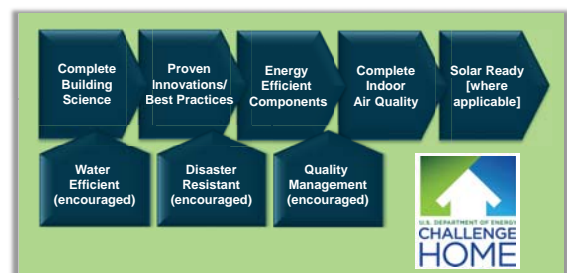 Complete
Building
Science
Proven
Innovations/
Best Practices
Energy
Efficient
Components
Complete
Indoor
Air Quality
Solar Ready
[where
applicable]
Water
Efficient
(encouraged)
Disaster
Resistant
(encouraged)
Quality
Management
(encouraged)
U.S. DEPARTMENT OF ENERGY
CHALLENGE
HOME